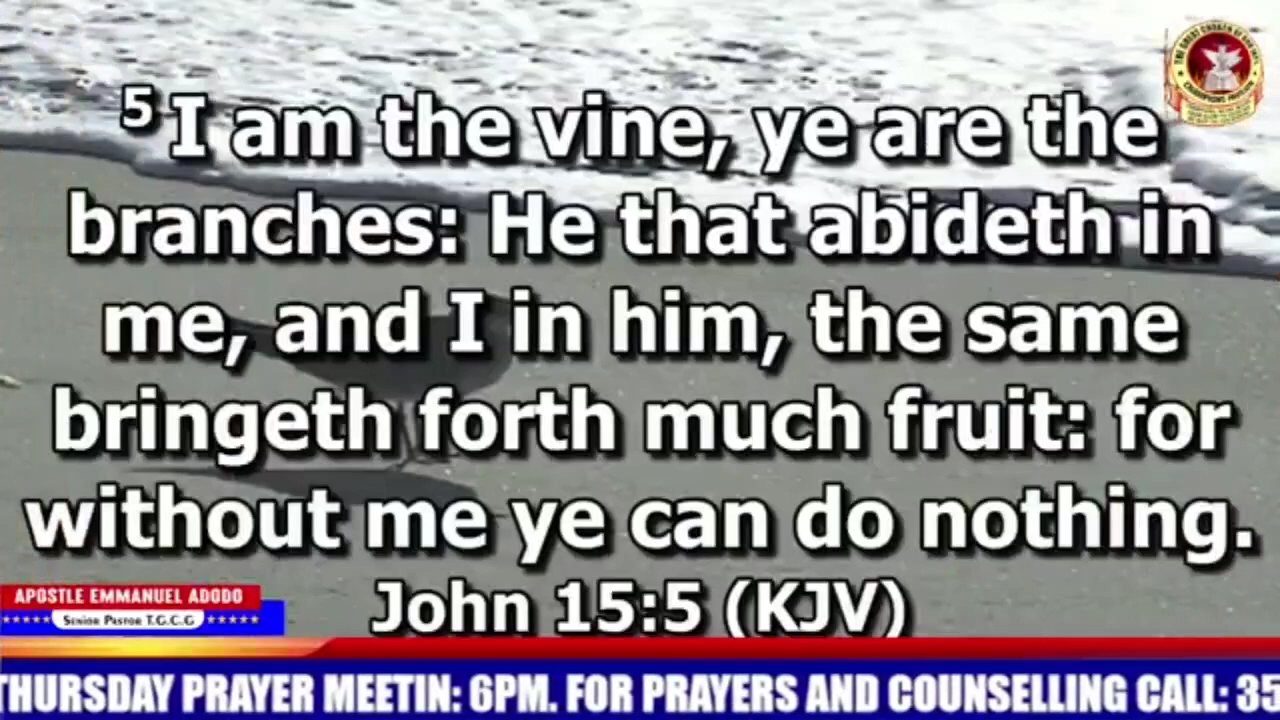 5 I am the vine, ye are the
branches: He that abideth in
me, and I in him, the same
bringeth forth much fruit: for
without me ye can do nothing.
John 15:5 (KJV)
APOSTLE EMMANUEL ADODO
SENIOR PASTOR T.G.C.G
THURSDAY PRAYER MEETIN: 6PM. FOR PRAYERS AND COUNSELLING CALL: 35